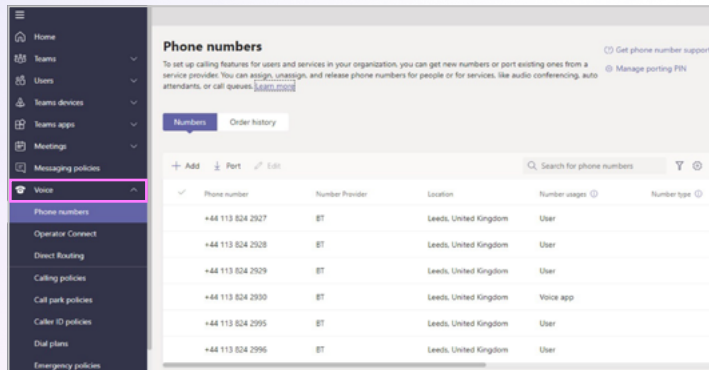 Home
Teams
Users
Teams devices
Teams apps
Meetings
Messaging policies
Voice
Phone numbers
Operator Connect
Direct Routing
Calling policies
Call park policies
Caller ID policies
Dial plans
Emergency policies
Phone numbers
To set up calling features for users and services in your organization, you can get new numbers or port existing ones from a
service provider. You can assign, unassign, and release phone numbers for people or for services, like audio conferencing, auto
attendants, or call queues. Learn more
Get phone number support
Manage porting PIN
Numbers Order history
Add Port Edit Search for phone numbers
Phone number Number Provider Location Number usages Number type
+44 113 824 2927 BT Leeds, United Kingdom User
+44 113 824 2928 BT Leeds, United Kingdom User
+44 113 824 2929 BT Leeds, United Kingdom User
+44 113 824 2930 BT Leeds, United Kingdom Voice app
+44 113 824 2995 BT Leeds, United Kingdom User
+44 113 824 2996 BT Leeds, United Kingdom User